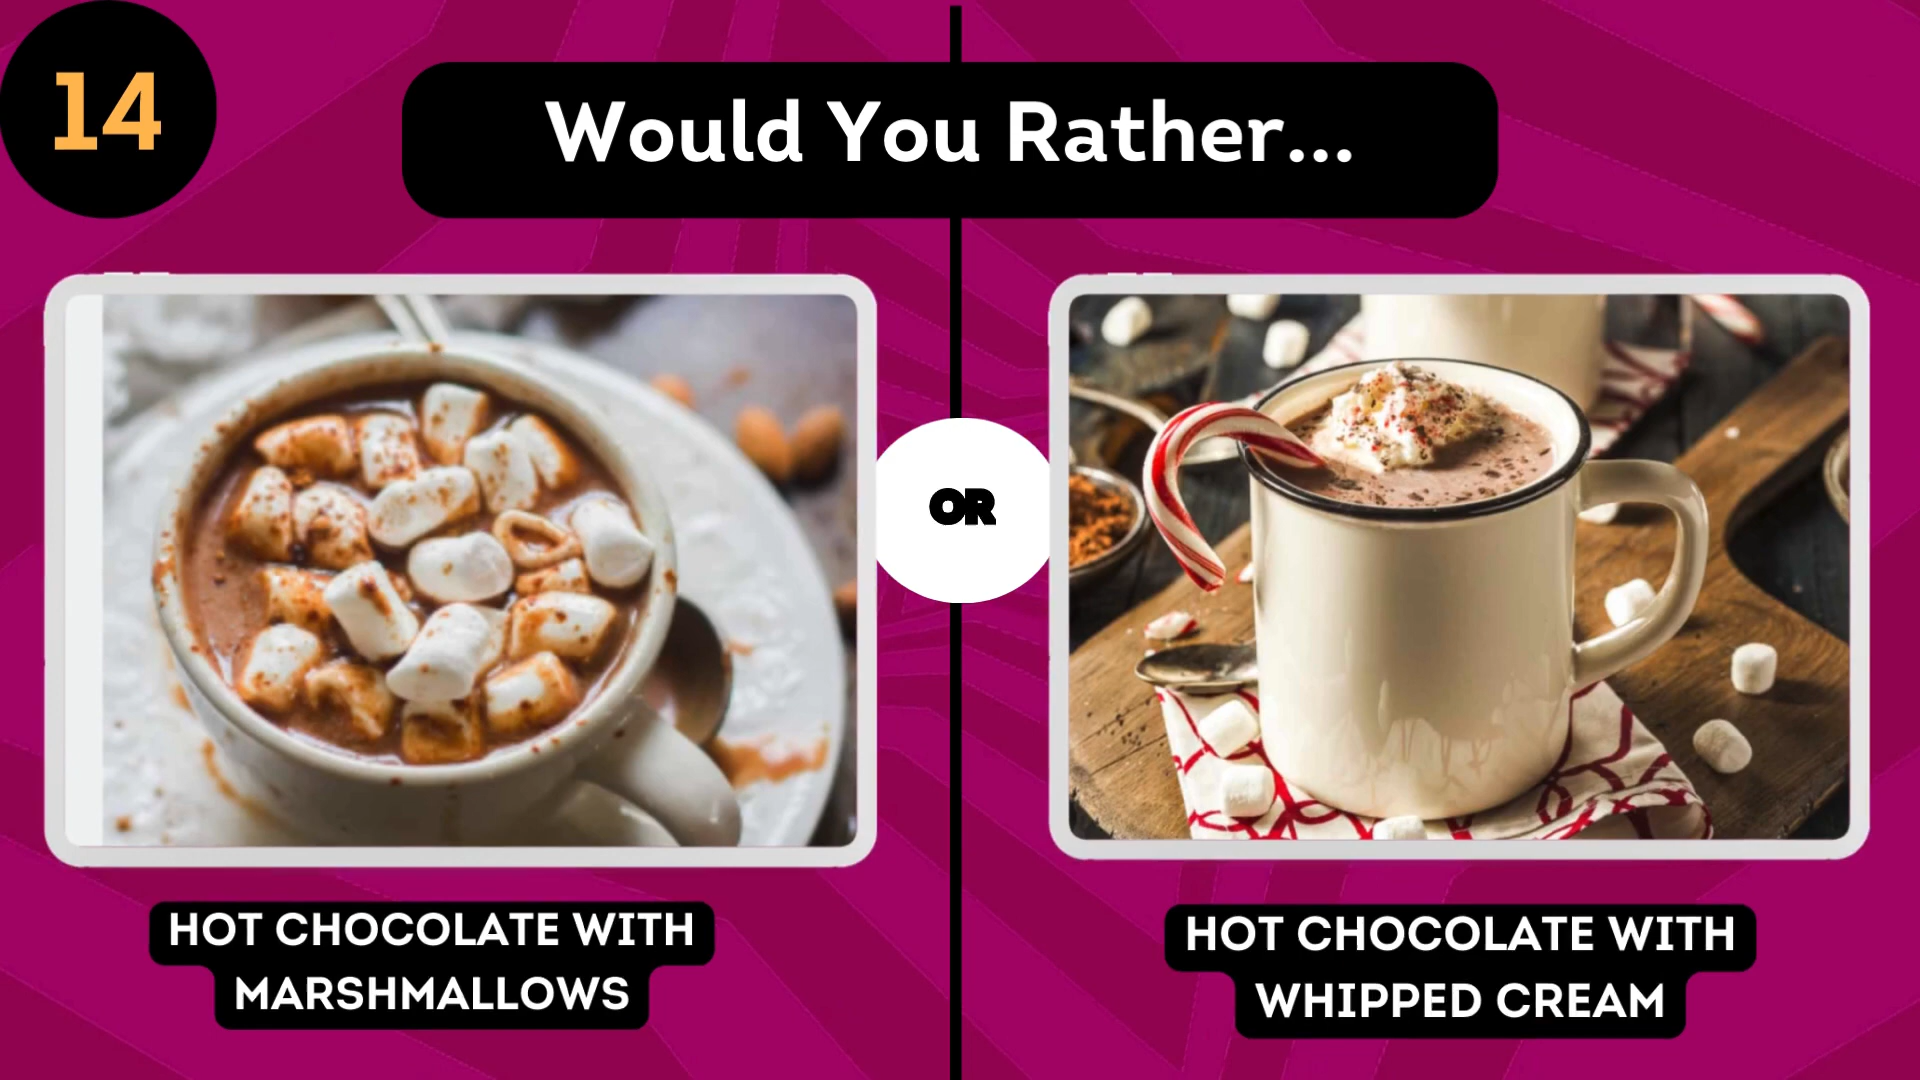 14
Would You Rather...
OR
HOT CHOCOLATE WITH
MARSHMALLOWS
HOT CHOCOLATE WITH
WHIPPED CREAM